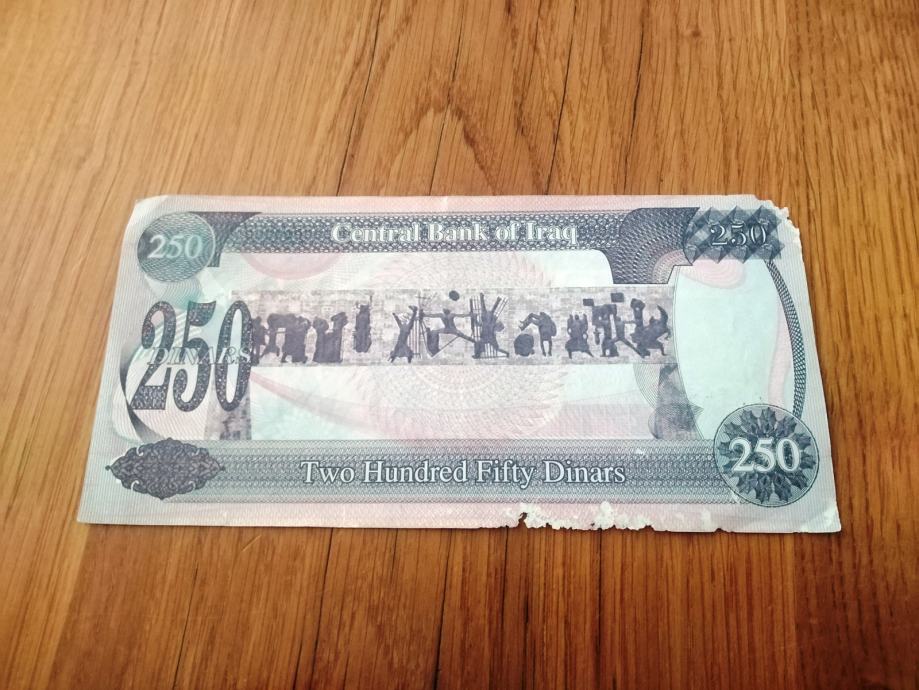 Central Bank of Iraq
250
250
250
DINARS
Two Hundred Fifty Dinars
250